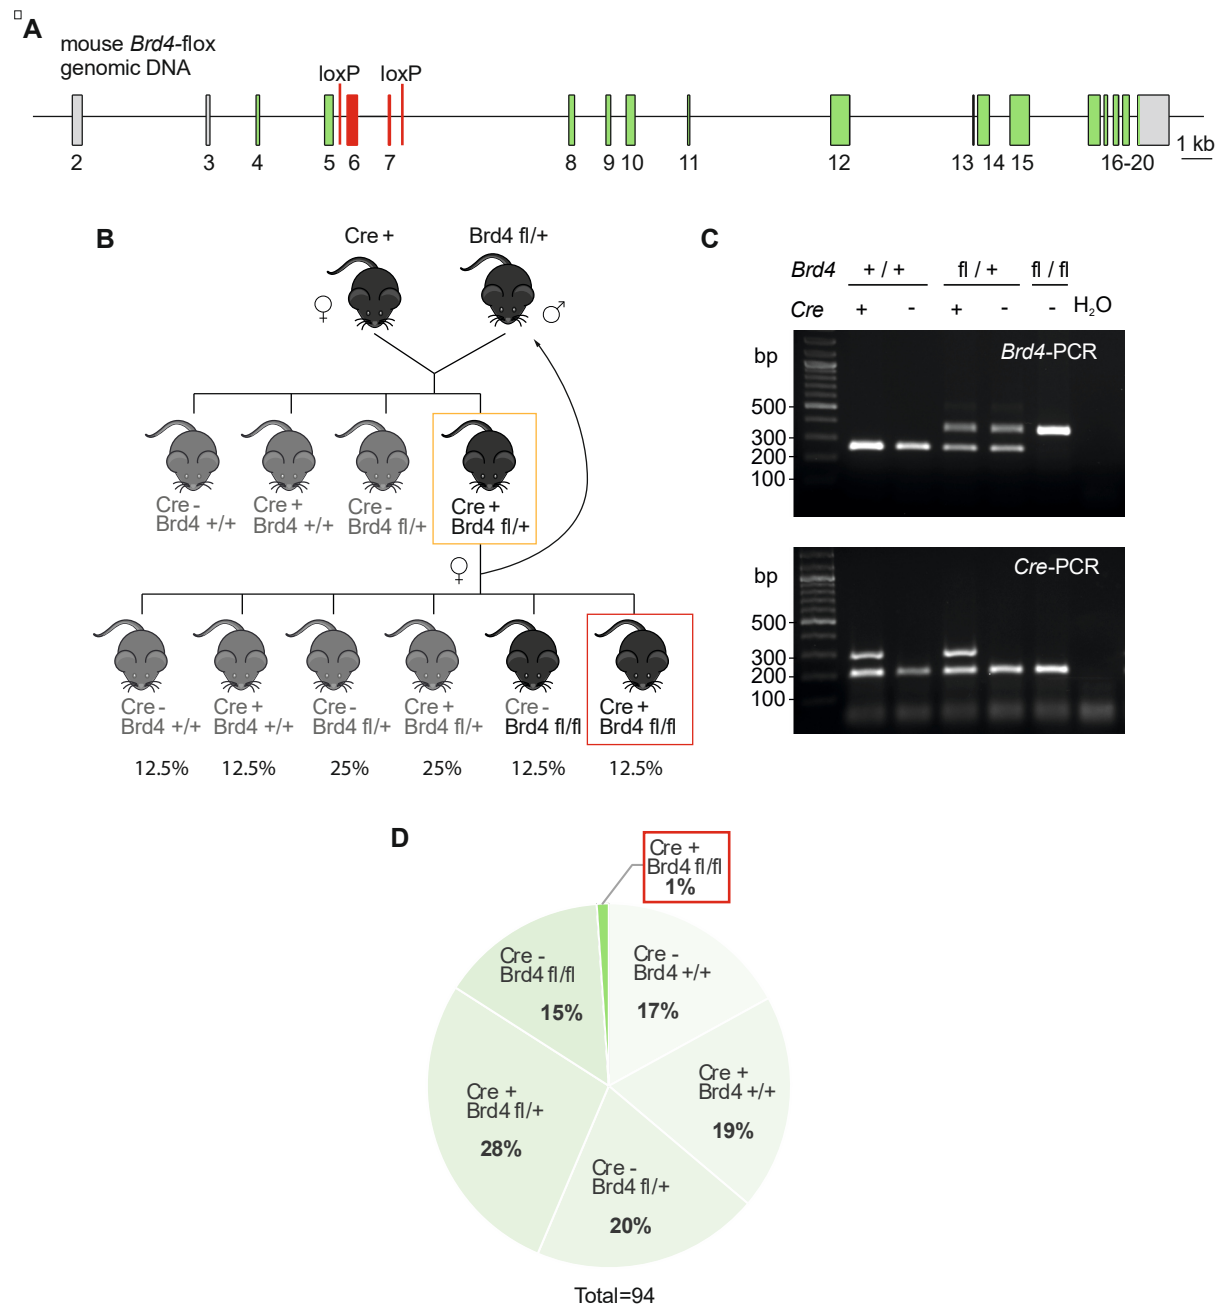 A
mouse Brd4-flox
genomic DNA
loxP loxP
2 3 4 5 6 7 8 9 10 11 12 13 14 15 16-20
1 kb
B
Cre + Brd4 fl/+
♀ ♂
Cre - Cre + Cre - Cre +
Brd4 +/+ Brd4 +/+ Brd4 fl/+ Brd4 fl/+
♀
Cre - Cre + Cre - Cre + Cre - Cre +
Brd4 +/+ Brd4 +/+ Brd4 fl/+ Brd4 fl/+ Brd4 fl/fl Brd4 fl/fl
12.5% 12.5% 25% 25% 12.5% 12.5%
C
Brd4 + / + fl / + fl / fl
Cre + - + - - H₂O
bp
Brd4-PCR
500
300
200
100
bp
Cre-PCR
500
300
200
100
D
Cre +
Brd4 fl/fl
1%
Cre -
Brd4 +/+
17%
Cre +
Brd4 +/+
19%
Cre -
Brd4 fl/+
20%
Cre +
Brd4 fl/+
28%
Cre -
Brd4 fl/fl
15%
Total=94